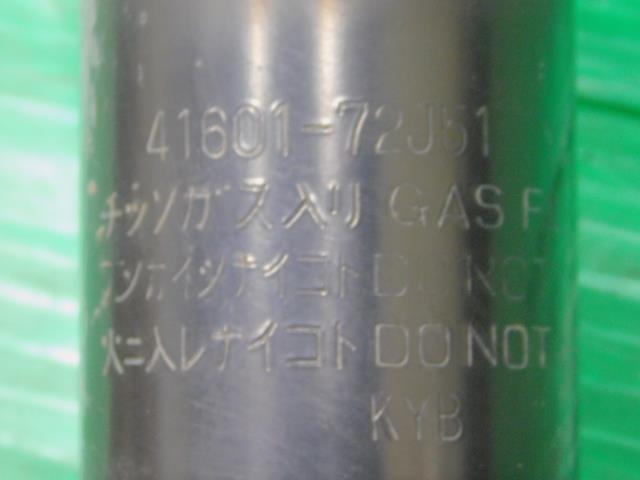 41601-72J51
チッソガス入リ GAS F
ブンカイシナイコト DO NOT
火ニ入レナイコト DO NOT
KYB